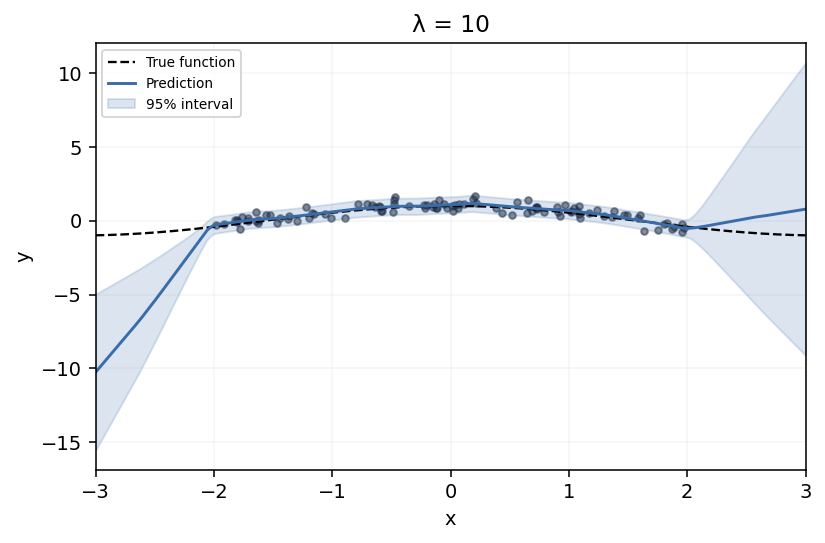 λ = 10
True function
Prediction
95% interval
10
5
0
−5
−10
−15
y
−3
−2
−1
0
1
2
3
x